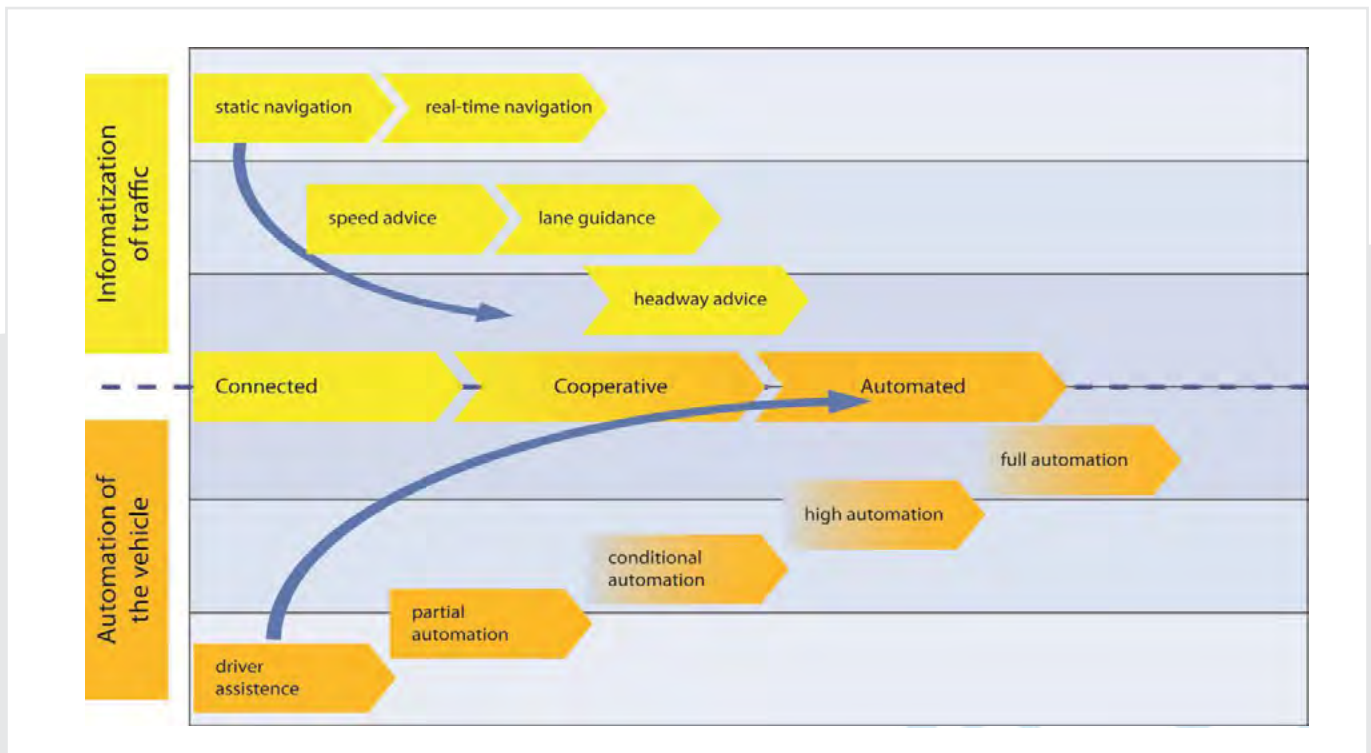 Informatization
of traffic
static navigation
real-time navigation
speed advice
lane guidance
headway advice
Connected
Cooperative
Automated
Automation of
the vehicle
full automation
high automation
conditional
automation
partial
automation
driver
assistence